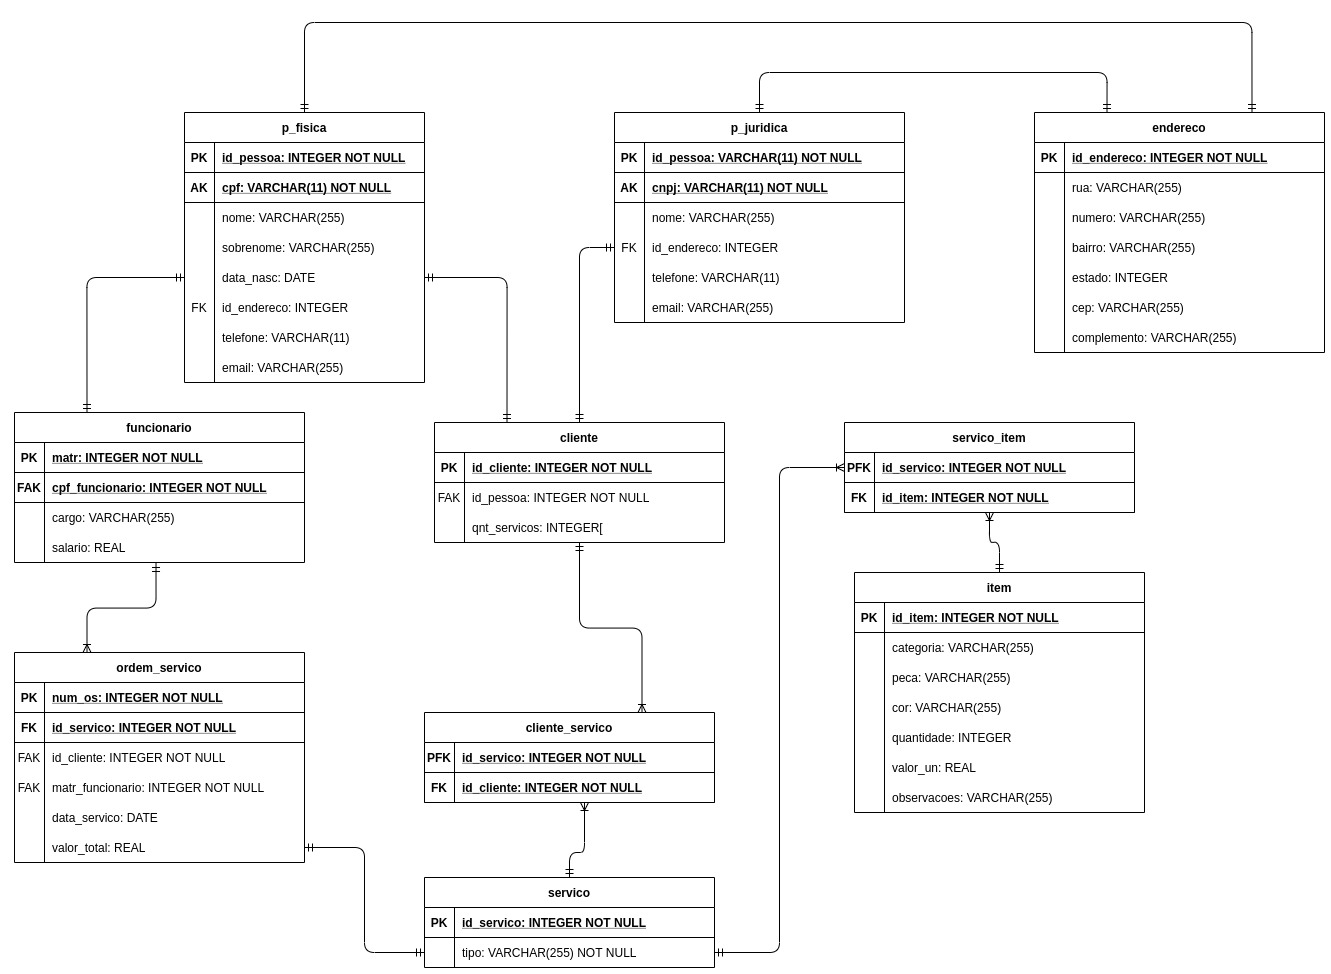 p_fisica
PK id_pessoa: INTEGER NOT NULL
AK cpf: VARCHAR(11) NOT NULL
nome: VARCHAR(255)
sobrenome: VARCHAR(255)
data_nasc: DATE
FK id_endereco: INTEGER
telefone: VARCHAR(11)
email: VARCHAR(255)
p_juridica
PK id_pessoa: VARCHAR(11) NOT NULL
AK cnpj: VARCHAR(11) NOT NULL
nome: VARCHAR(255)
FK id_endereco: INTEGER
telefone: VARCHAR(11)
email: VARCHAR(255)
endereco
PK id_endereco: INTEGER NOT NULL
rua: VARCHAR(255)
numero: VARCHAR(255)
bairro: VARCHAR(255)
estado: INTEGER
cep: VARCHAR(255)
complemento: VARCHAR(255)
funcionario
PK matr: INTEGER NOT NULL
FAK cpf_funcionario: INTEGER NOT NULL
cargo: VARCHAR(255)
salario: REAL
cliente
PK id_cliente: INTEGER NOT NULL
FAK id_pessoa: INTEGER NOT NULL
qnt_servicos: INTEGER[
servico_item
PFK id_servico: INTEGER NOT NULL
FK id_item: INTEGER NOT NULL
item
PK id_item: INTEGER NOT NULL
categoria: VARCHAR(255)
peca: VARCHAR(255)
cor: VARCHAR(255)
quantidade: INTEGER
valor_un: REAL
observacoes: VARCHAR(255)
ordem_servico
PK num_os: INTEGER NOT NULL
FK id_servico: INTEGER NOT NULL
FAK id_cliente: INTEGER NOT NULL
FAK matr_funcionario: INTEGER NOT NULL
data_servico: DATE
valor_total: REAL
cliente_servico
PFK id_servico: INTEGER NOT NULL
FK id_cliente: INTEGER NOT NULL
servico
PK id_servico: INTEGER NOT NULL
tipo: VARCHAR(255) NOT NULL